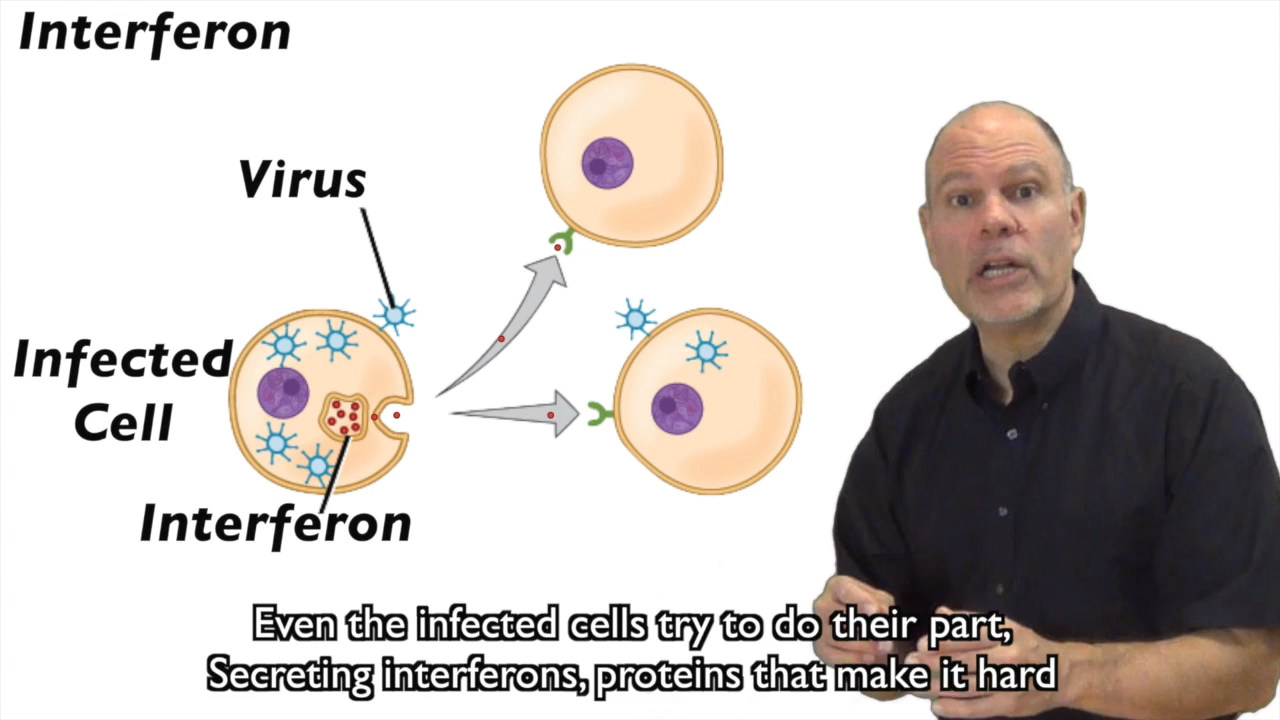 Interferon
Virus
Infected
Cell
Interferon
Even the infected cells try to do their part,
Secreting interferons, proteins that make it hard